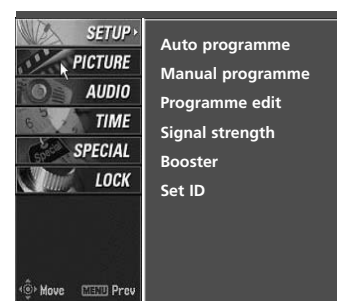 SETUP
PICTURE
AUDIO
TIME
SPECIAL
LOCK
Move MENU Prev
Auto programme
Manual programme
Programme edit
Signal strength
Booster
Set ID